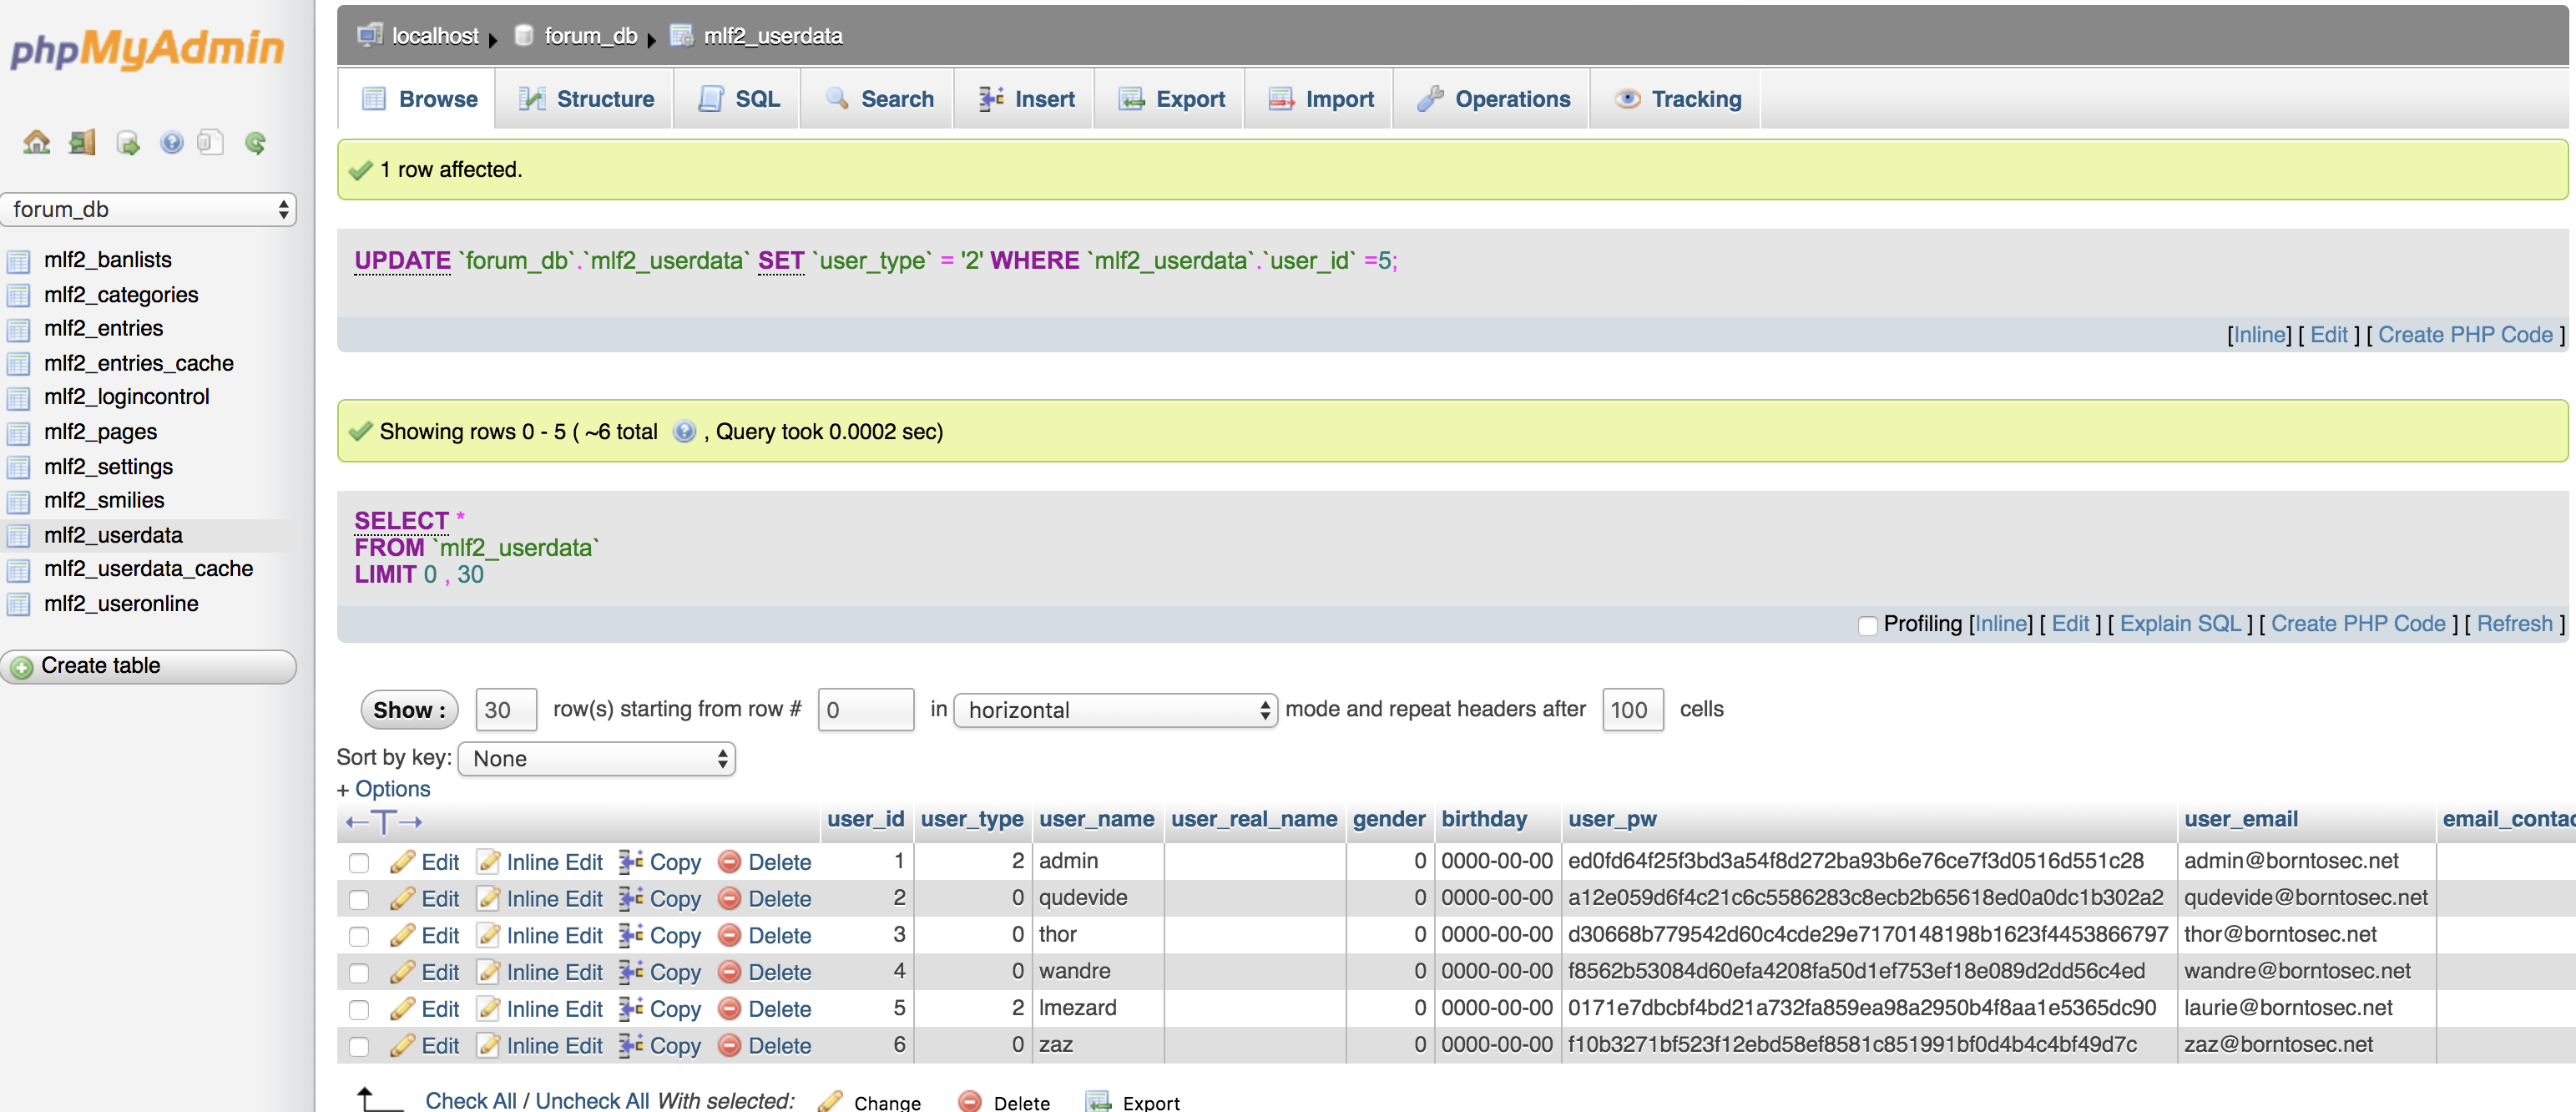 phpMyAdmin
forum_db
mlf2_banlists
mlf2_categories
mlf2_entries
mlf2_entries_cache
mlf2_logincontrol
mlf2_pages
mlf2_settings
mlf2_smilies
mlf2_userdata
mlf2_userdata_cache
mlf2_useronline
Create table
localhost forum_db mlf2_userdata
Browse Structure SQL Search Insert Export Import Operations Tracking
1 row affected.
UPDATE `forum_db`.`mlf2_userdata` SET `user_type` = '2' WHERE `mlf2_userdata`.`user_id` =5;
[Inline] [ Edit ] [ Create PHP Code ]
Showing rows 0 - 5 ( ~6 total , Query took 0.0002 sec)
SELECT *
FROM `mlf2_userdata`
LIMIT 0 , 30
Profiling [Inline] [ Edit ] [ Explain SQL ] [ Create PHP Code ] [ Refresh ]
Show : 30 row(s) starting from row # 0 in horizontal mode and repeat headers after 100 cells
Sort by key: None
+ Options
←T→ user_id user_type user_name user_real_name gender birthday user_pw user_email email_contac
Edit Inline Edit Copy Delete 1 2 admin 0 0000-00-00 ed0fd64f25f3bd3a54f8d272ba93b6e76ce7f3d0516d551c28 admin@borntosec.net
Edit Inline Edit Copy Delete 2 0 qudevide 0 0000-00-00 a12e059d6f4c21c6c5586283c8ecb2b65618ed0a0dc1b302a2 qudevide@borntosec.net
Edit Inline Edit Copy Delete 3 0 thor 0 0000-00-00 d30668b779542d60c4cde29e7170148198b1623f4453866797 thor@borntosec.net
Edit Inline Edit Copy Delete 4 0 wandre 0 0000-00-00 f8562b53084d60efa4208fa50d1ef753ef18e089d2dd56c4ed wandre@borntosec.net
Edit Inline Edit Copy Delete 5 2 lmezard 0 0000-00-00 0171e7dbcbf4bd21a732fa859ea98a2950b4f8aa1e5365dc90 laurie@borntosec.net
Edit Inline Edit Copy Delete 6 0 zaz 0 0000-00-00 f10b3271bf523f12ebd58ef8581c851991bf0d4b4c4bf49d7c zaz@borntosec.net
Check All / Uncheck All With selected: Change Delete Export